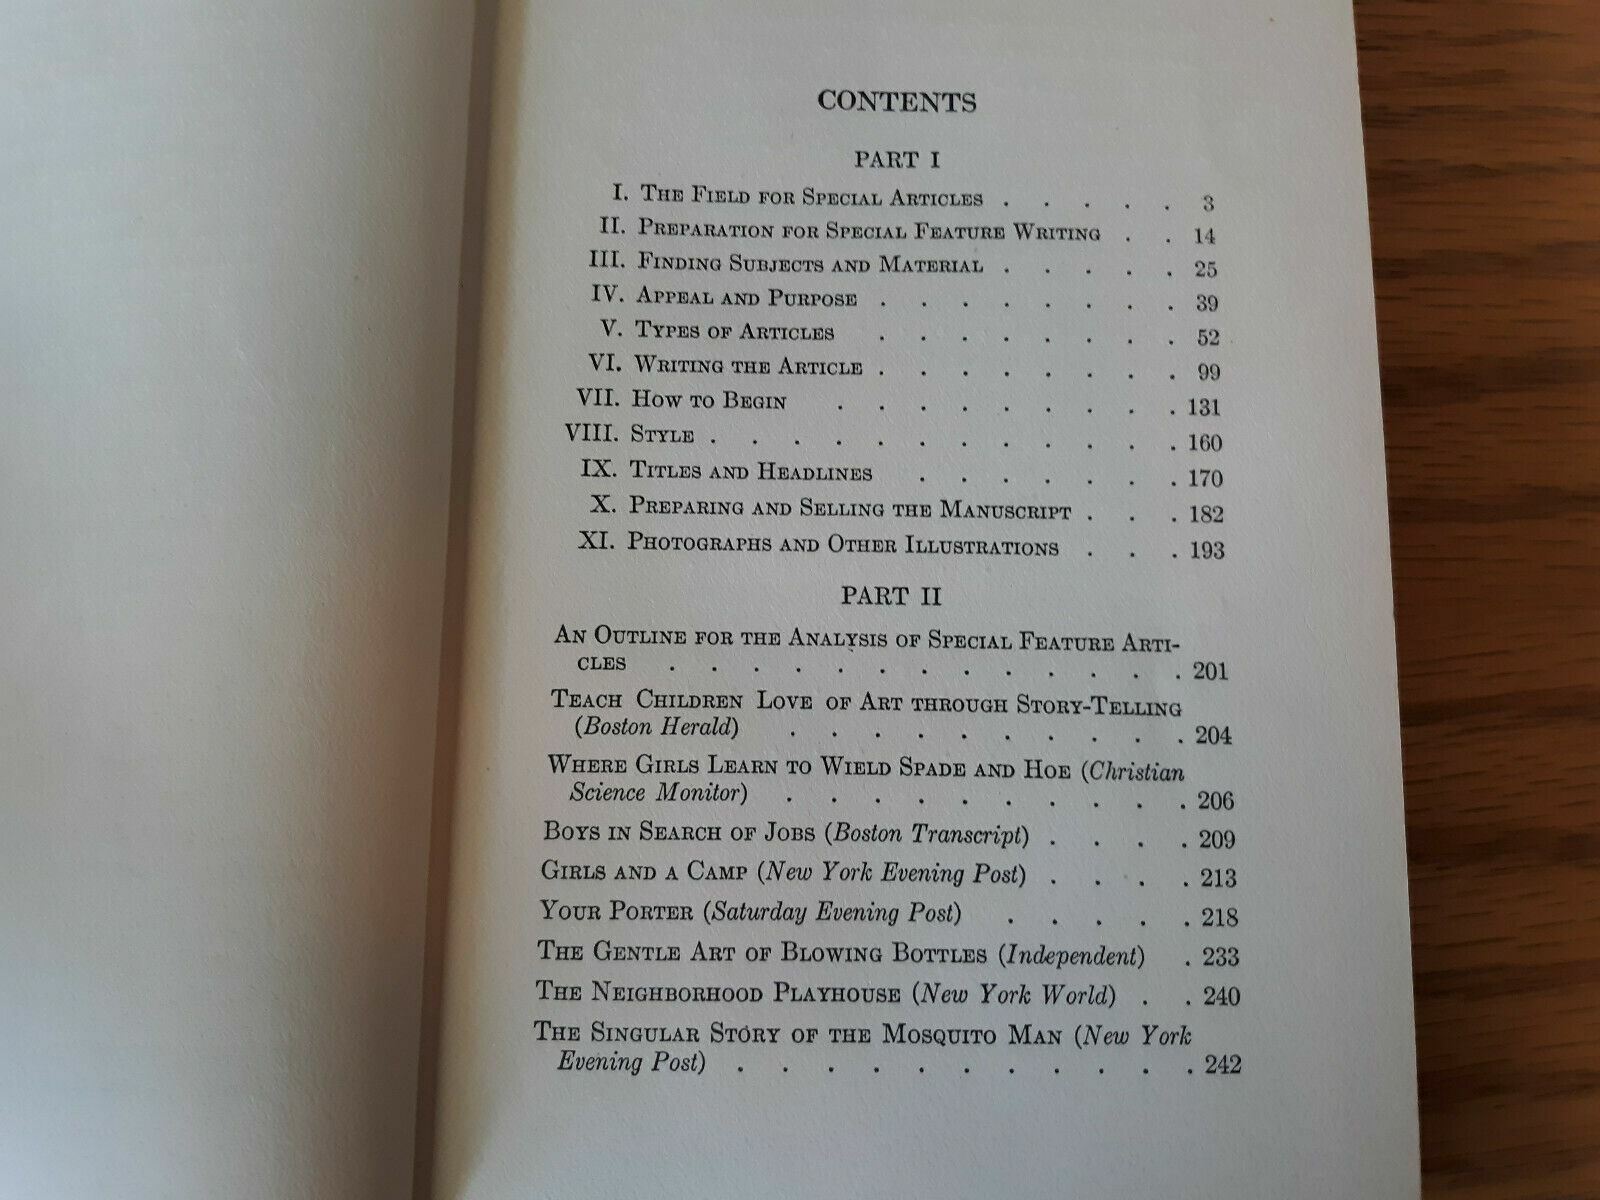 CONTENTS
PART I
I. The Field for Special Articles . . . . . 3
II. Preparation for Special Feature Writing . . 14
III. Finding Subjects and Material . . . . . 25
IV. Appeal and Purpose . . . . . . . . 39
V. Types of Articles . . . . . . . . 52
VI. Writing the Article . . . . . . . . 99
VII. How to Begin . . . . . . . . . 131
VIII. Style . . . . . . . . . . . . 160
IX. Titles and Headlines . . . . . . . 170
X. Preparing and Selling the Manuscript . . . 182
XI. Photographs and Other Illustrations . . . 193
PART II
An Outline for the Analysis of Special Feature Arti-
cles . . . . . . . . . . . . . 201
Teach Children Love of Art through Story-Telling
(Boston Herald) . . . . . . . . . . 204
Where Girls Learn to Wield Spade and Hoe (Christian
Science Monitor) . . . . . . . . . . 206
Boys in Search of Jobs (Boston Transcript) . . . . 209
Girls and a Camp (New York Evening Post) . . . . 213
Your Porter (Saturday Evening Post) . . . . . 218
The Gentle Art of Blowing Bottles (Independent) . 233
The Neighborhood Playhouse (New York World) . . 240
The Singular Story of the Mosquito Man (New York
Evening Post) . . . . . . . . . . . 242